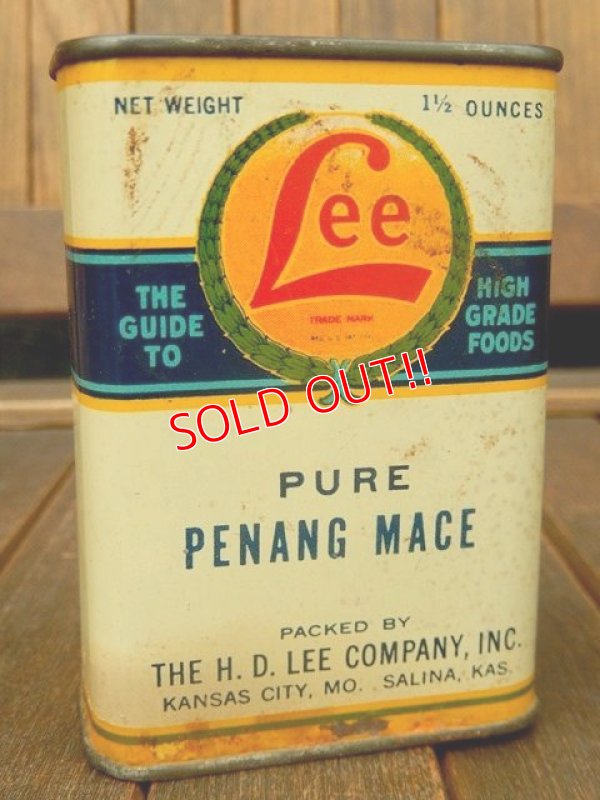 NET WEIGHT 1½ OUNCES
Lee
THE GUIDE TO
HIGH GRADE FOODS
TRADE MARK
SOLD OUT!!
PURE
PENANG MACE
PACKED BY
THE H. D. LEE COMPANY, INC.
KANSAS CITY, MO. SALINA, KAS.